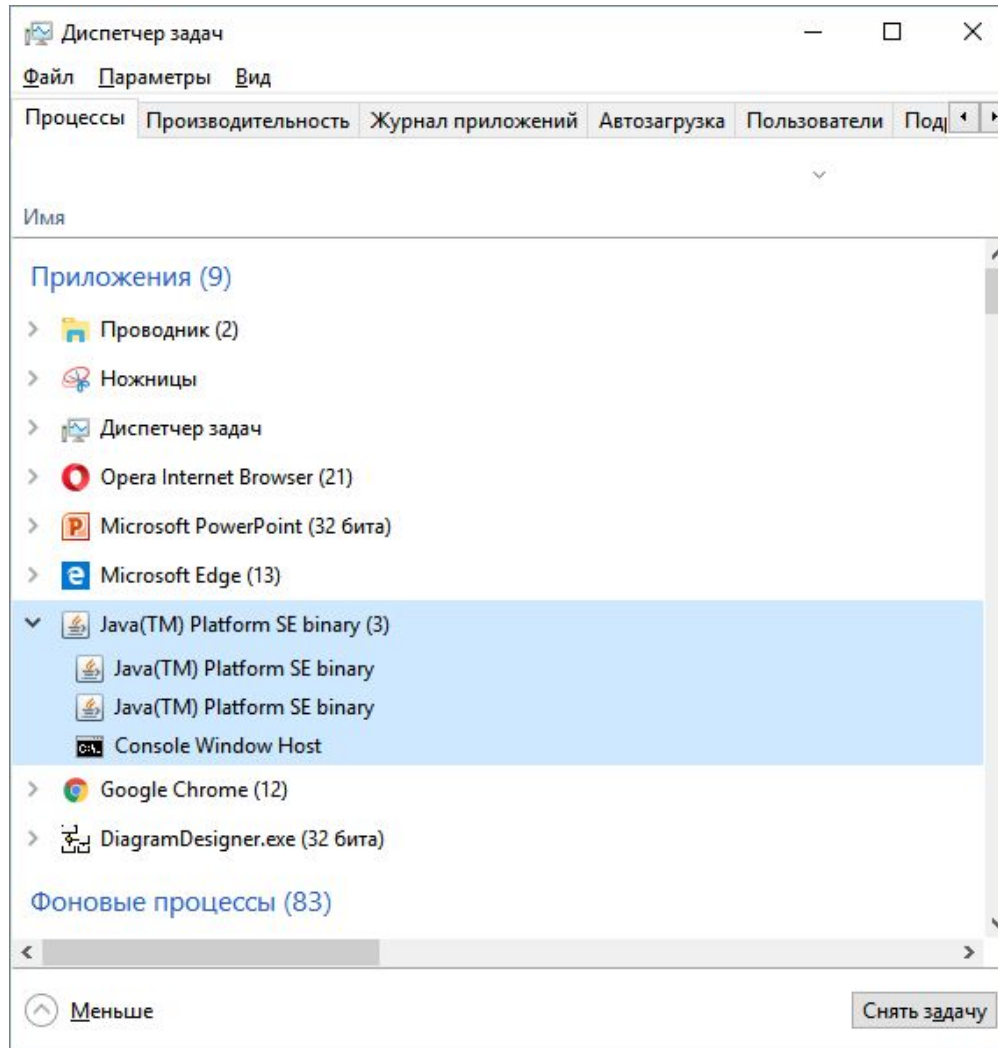 Диспетчер задач
Файл Параметры Вид
Процессы Производительность Журнал приложений Автозагрузка Пользователи
Имя
Приложения (9)
Проводник (2)
Ножницы
Диспетчер задач
Opera Internet Browser (21)
Microsoft PowerPoint (32 бита)
Microsoft Edge (13)
Java(TM) Platform SE binary (3)
Java(TM) Platform SE binary
Java(TM) Platform SE binary
Console Window Host
Google Chrome (12)
DiagramDesigner.exe (32 бита)
Фоновые процессы (83)
Меньше Снять задачу